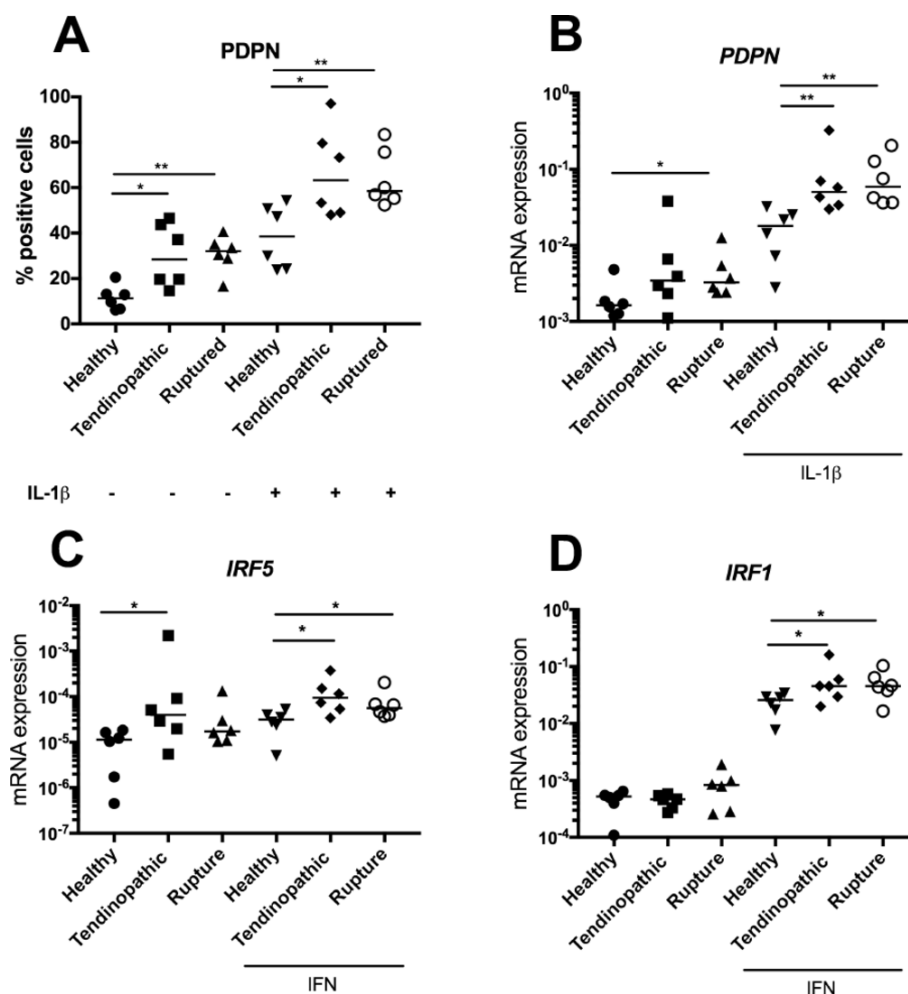 A
PDPN
% positive cells
100
80
60
40
20
0
**
*
**
*
Healthy
Tendinopathic
Ruptured
Healthy
Tendinopathic
Ruptured
IL-1β - - - + + +
B
PDPN
mRNA expression
10⁰
10⁻¹
10⁻²
10⁻³
**
**
*
Healthy
Tendinopathic
Rupture
Healthy
Tendinopathic
Rupture
IL-1β
C
IRF5
mRNA expression
10⁻²
10⁻³
10⁻⁴
10⁻⁵
10⁻⁶
10⁻⁷
*
*
*
Healthy
Tendinopathic
Rupture
Healthy
Tendinopathic
Rupture
IFN
D
IRF1
mRNA expression
10⁰
10⁻¹
10⁻²
10⁻³
10⁻⁴
*
*
Healthy
Tendinopathic
Rupture
Healthy
Tendinopathic
Rupture
IFN